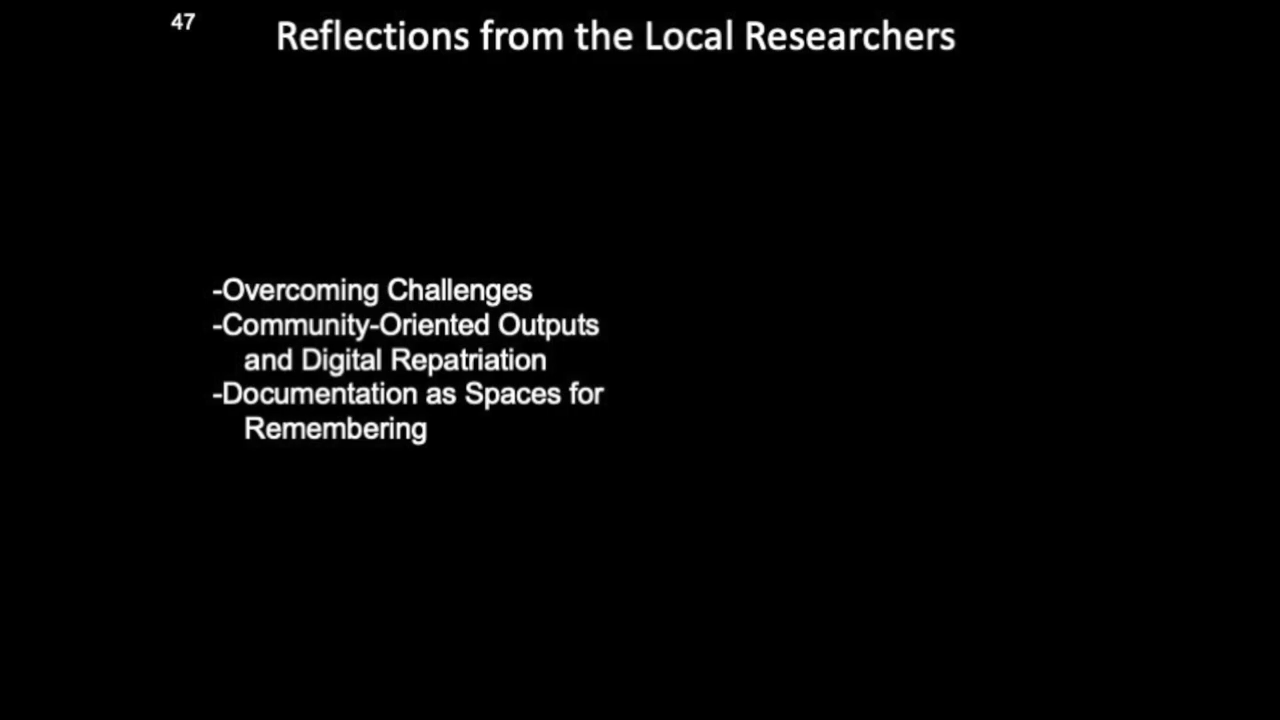 47
Reflections from the Local Researchers
-Overcoming Challenges
-Community-Oriented Outputs
and Digital Repatriation
-Documentation as Spaces for
Remembering